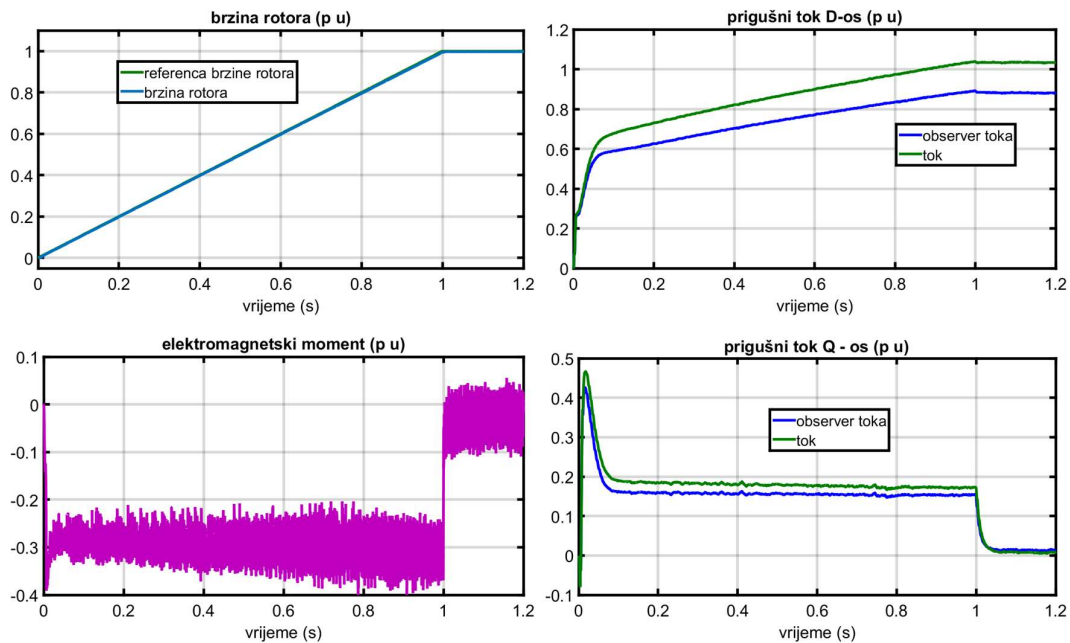 brzina rotora (p u)
1
0.8
0.6
0.4
0.2
0
referenca brzine rotora
brzina rotora
0 0.2 0.4 0.6 0.8 1 1.2
vrijeme (s)
prigušni tok D-os (p u)
1.2
1
0.8
0.6
0.4
0.2
0
observer toka
tok
0 0.2 0.4 0.6 0.8 1 1.2
vrijeme (s)
elektromagnetski moment (p u)
0.1
0
-0.1
-0.2
-0.3
-0.4
0 0.2 0.4 0.6 0.8 1 1.2
vrijeme (s)
prigušni tok Q - os (p u)
0.5
0.4
0.3
0.2
0.1
0
-0.1
observer toka
tok
0 0.2 0.4 0.6 0.8 1 1.2
vrijeme (s)